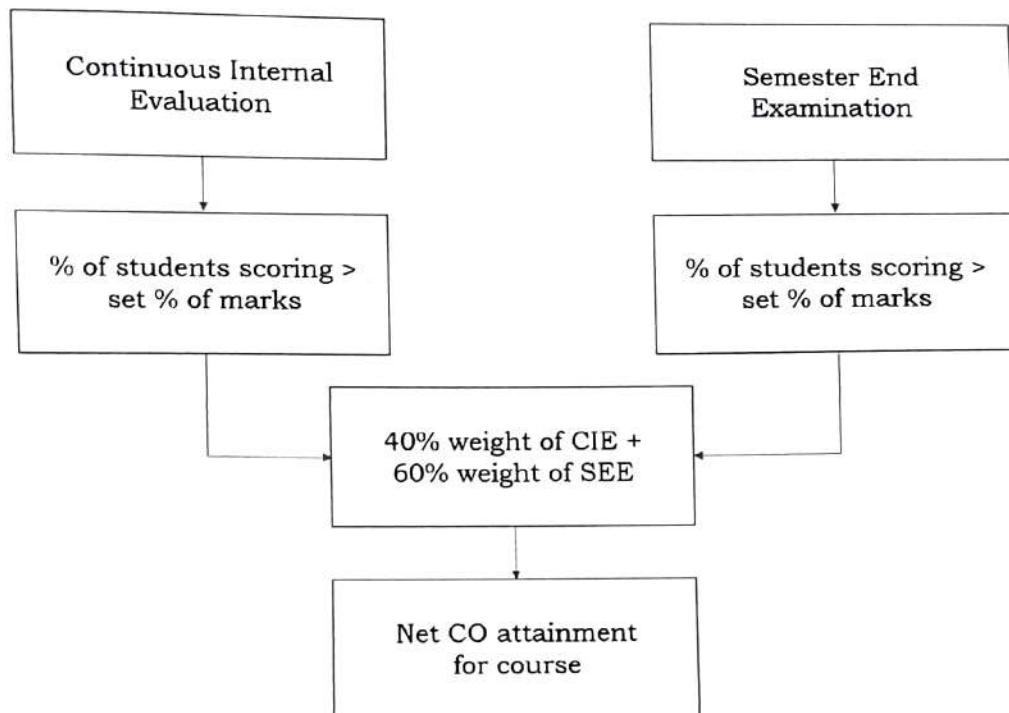 Continuous Internal
Evaluation
Semester End
Examination
% of students scoring >
set % of marks
% of students scoring >
set % of marks
40% weight of CIE +
60% weight of SEE
Net CO attainment
for course